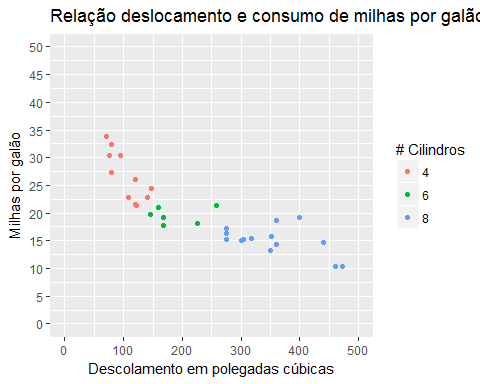 Relação deslocamento e consumo de milhas por galão
50
45
40
35
30
25
20
15
10
5
0
Milhas por galão
0 100 200 300 400 500
Descolamento em polegadas cúbicas
# Cilindros
4
6
8